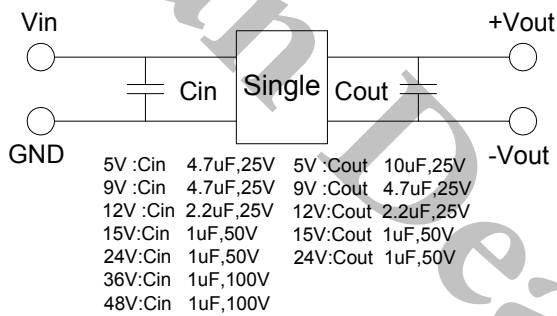 Vin +Vout
Cin Single Cout
GND -Vout
5V :Cin 4.7uF,25V 5V :Cout 10uF,25V
9V :Cin 4.7uF,25V 9V :Cout 4.7uF,25V
12V :Cin 2.2uF,25V 12V:Cout 2.2uF,25V
15V:Cin 1uF,50V 15V:Cout 1uF,50V
24V:Cin 1uF,50V 24V:Cout 1uF,50V
36V:Cin 1uF,100V
48V:Cin 1uF,100V